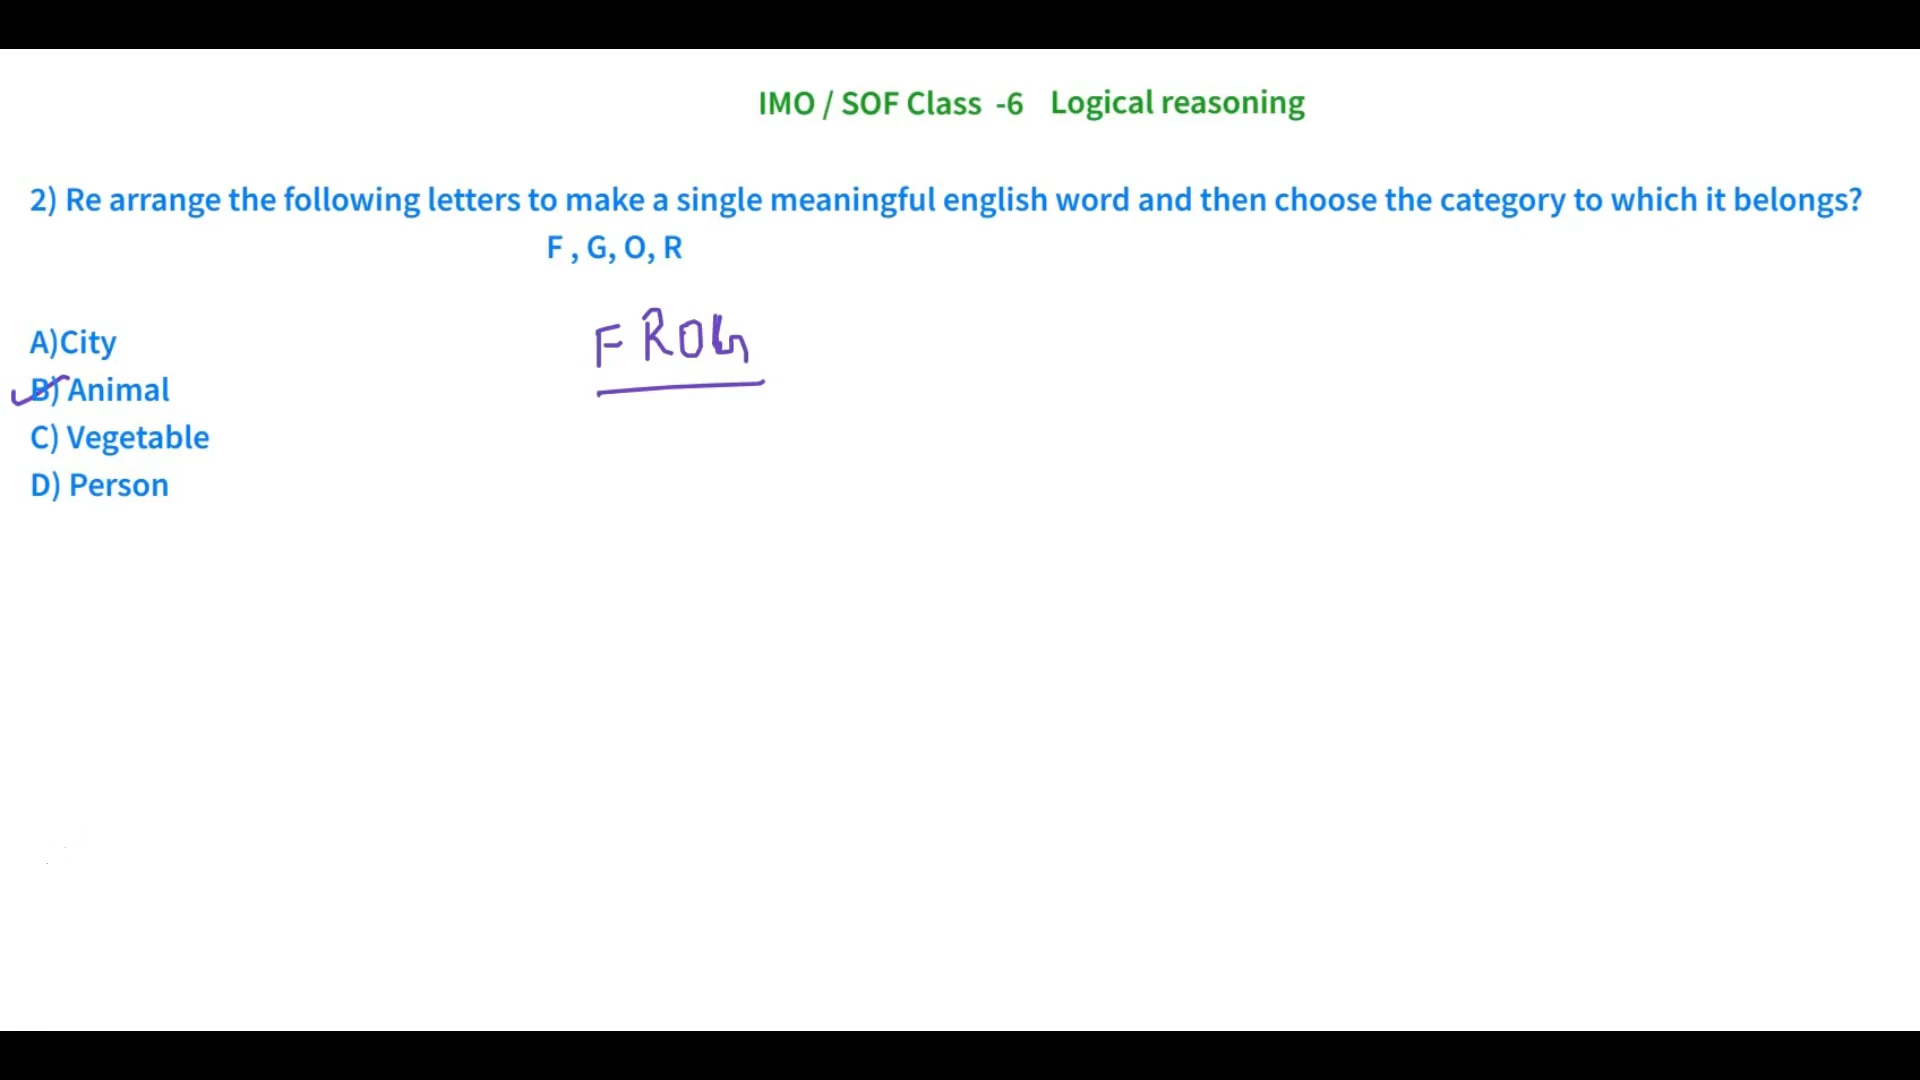 IMO / SOF Class -6 Logical reasoning
2) Re arrange the following letters to make a single meaningful english word and then choose the category to which it belongs?
F , G, O, R
FROG
A)City
B) Animal
C) Vegetable
D) Person